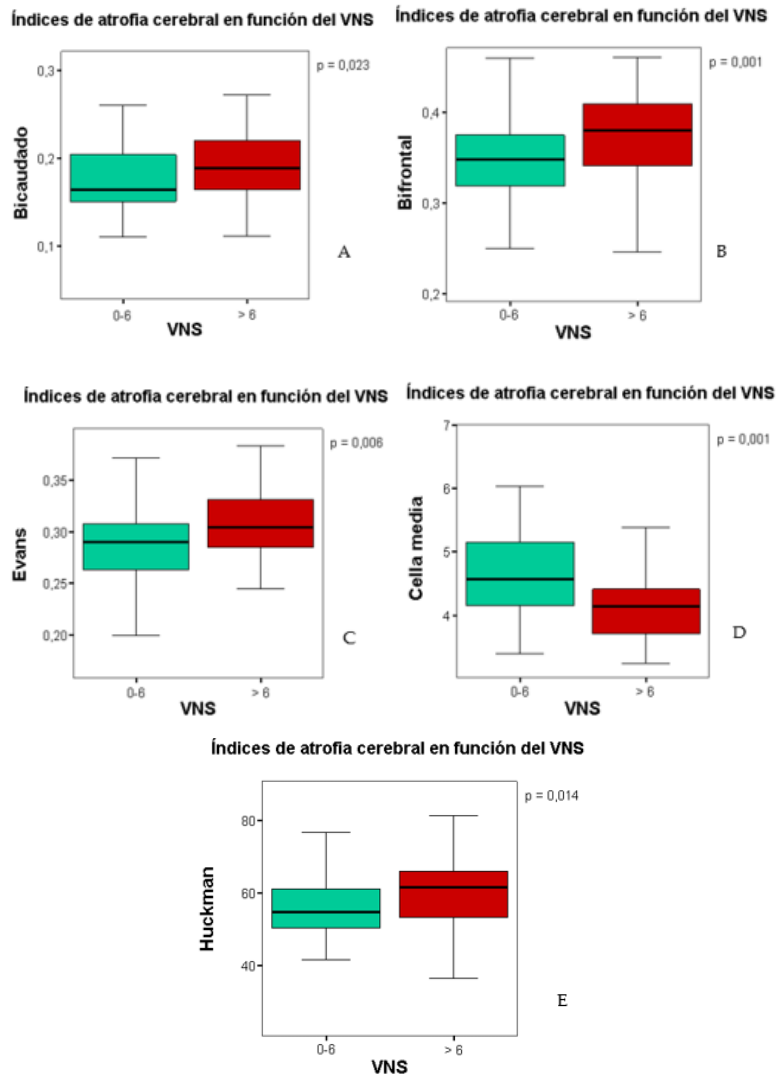 Índices de atrofia cerebral en función del VNS
p = 0,023
0,3
0,2
0,1
Bicaudado
A
0-6
> 6
VNS
Índices de atrofia cerebral en función del VNS
p = 0,001
0,4
0,3
0,2
Bifrontal
B
0-6
> 6
VNS
Índices de atrofia cerebral en función del VNS
p = 0,006
0,35
0,30
0,25
0,20
Evans
C
0-6
> 6
VNS
Índices de atrofia cerebral en función del VNS
p = 0,001
7
6
5
4
Cella media
D
0-6
> 6
VNS
Índices de atrofia cerebral en función del VNS
p = 0,014
80
60
40
Huckman
E
0-6
> 6
VNS